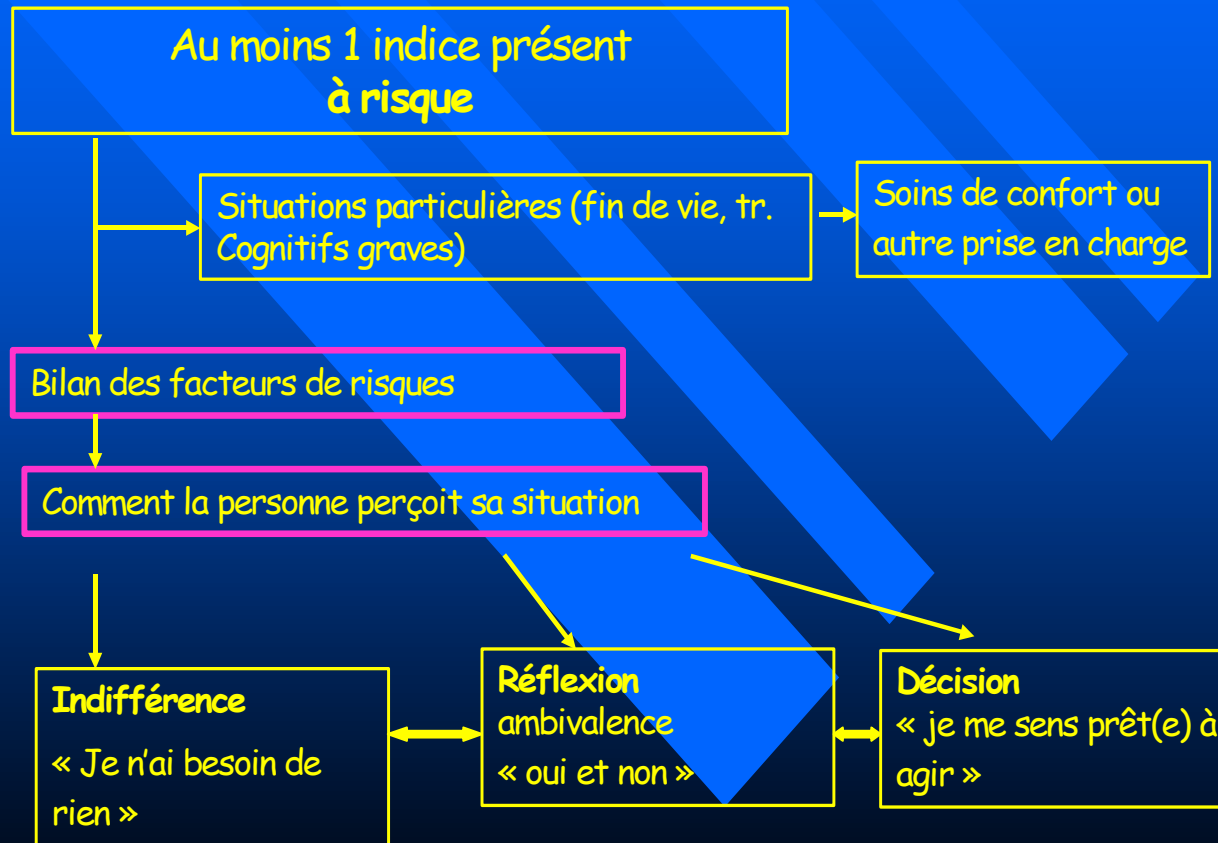 Au moins 1 indice présent
à risque
Situations particulières (fin de vie, tr.
Cognitifs graves)
Soins de confort ou
autre prise en charge
Bilan des facteurs de risques
Comment la personne perçoit sa situation
Indifférence
« Je n’ai besoin de
rien »
Réflexion
ambivalence
« oui et non »
Décision
« je me sens prêt(e) à
agir »